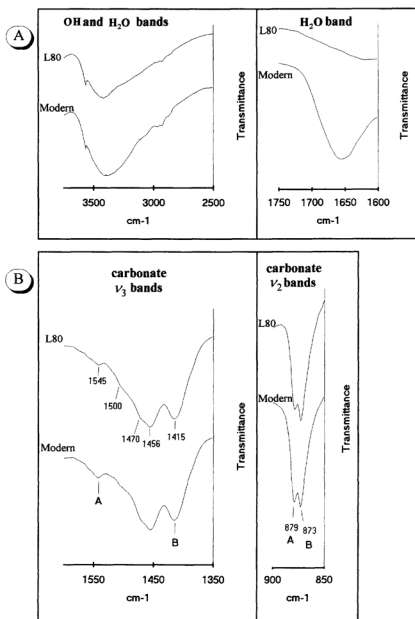 A
OH and H₂O bands
H₂O band
L80
Modern
Transmittance
3500 3000 2500
cm-1
L80
Modern
Transmittance
1750 1700 1650 1600
cm-1
B
carbonate
ν₃ bands
carbonate
ν₂ bands
L80
1545
1500
1470 1456 1415
Modern
A
B
Transmittance
1550 1450 1350
cm-1
L80
Modern
879 873
A B
Transmittance
900 850
cm-1